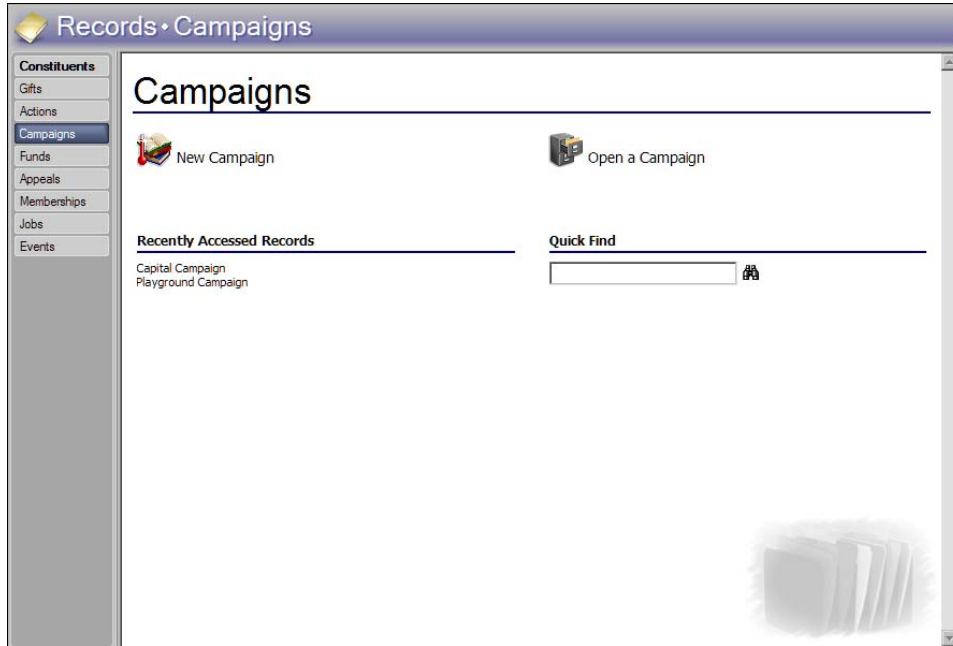 Records • Campaigns
Constituents
Gifts
Actions
Campaigns
Funds
Appeals
Memberships
Jobs
Events
Campaigns
New Campaign
Open a Campaign
Recently Accessed Records
Capital Campaign
Playground Campaign
Quick Find